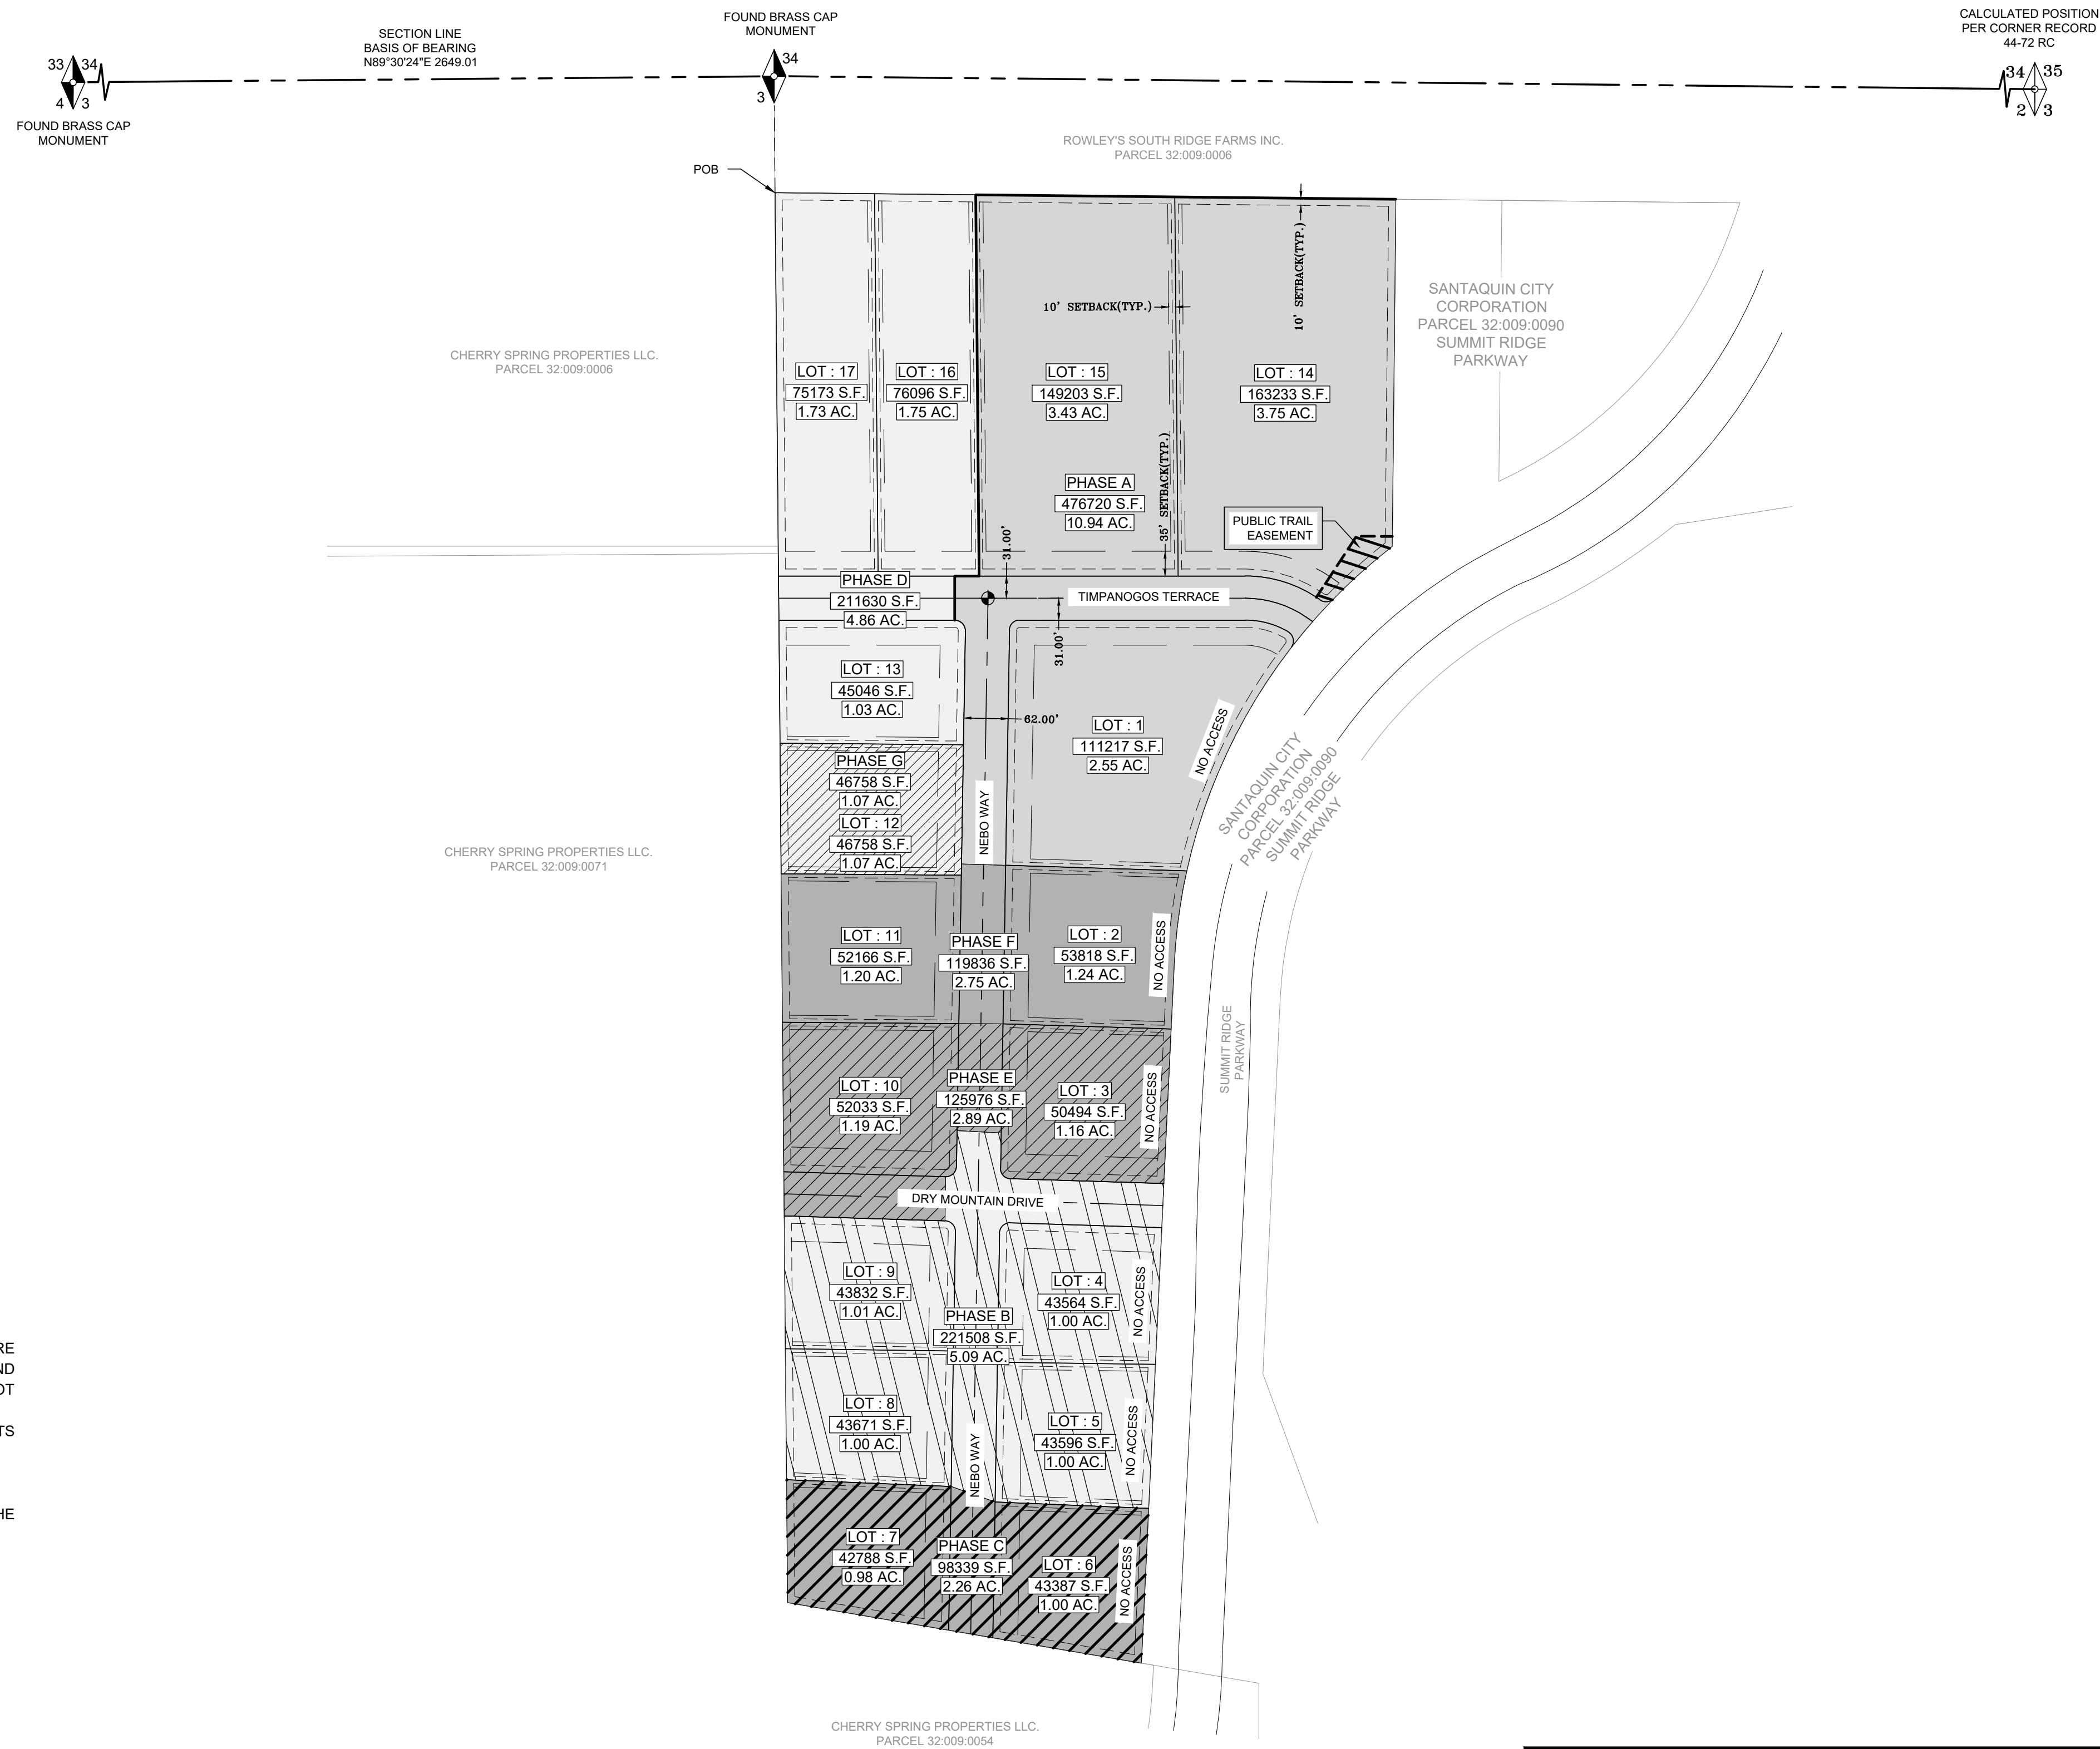 FOUND BRASS CAP
MONUMENT
CALCULATED POSITION
PER CORNER RECORD
44-72 RC
SECTION LINE
BASIS OF BEARING
N89°30'24"E 2649.01
33 34
4 3
34
3
34 35
2 3
FOUND BRASS CAP
MONUMENT
ROWLEY'S SOUTH RIDGE FARMS INC.
PARCEL 32:009:0006
POB
10' SETBACK(TYP.)
10' SETBACK(TYP.)
SANTAQUIN CITY
CORPORATION
PARCEL 32:009:0090
SUMMIT RIDGE
PARKWAY
CHERRY SPRING PROPERTIES LLC.
PARCEL 32:009:0006
LOT : 17
75173 S.F.
1.73 AC.
LOT : 16
76096 S.F.
1.75 AC.
LOT : 15
149203 S.F.
3.43 AC.
LOT : 14
163233 S.F.
3.75 AC.
PHASE A
476720 S.F.
10.94 AC.
35' SETBACK(TYP.)
31.00'
PUBLIC TRAIL
EASEMENT
PHASE D
211630 S.F.
4.86 AC.
TIMPANOGOS TERRACE
31.00'
LOT : 13
45046 S.F.
1.03 AC.
62.00'
LOT : 1
111217 S.F.
2.55 AC.
NO ACCESS
SANTAQUIN CITY
CORPORATION
PARCEL 32:009:0090
SUMMIT RIDGE
PARKWAY
PHASE G
46758 S.F.
1.07 AC.
LOT : 12
46758 S.F.
1.07 AC.
NEBO WAY
CHERRY SPRING PROPERTIES LLC.
PARCEL 32:009:0071
LOT : 11
52166 S.F.
1.20 AC.
PHASE F
119836 S.F.
2.75 AC.
LOT : 2
53818 S.F.
1.24 AC.
NO ACCESS
SUMMIT RIDGE
PARKWAY
LOT : 10
52033 S.F.
1.19 AC.
PHASE E
125976 S.F.
2.89 AC.
LOT : 3
50494 S.F.
1.16 AC.
NO ACCESS
DRY MOUNTAIN DRIVE
LOT : 9
43832 S.F.
1.01 AC.
PHASE B
221508 S.F.
5.09 AC.
LOT : 4
43564 S.F.
1.00 AC.
NO ACCESS
RE
ND
OT
TS
HE
LOT : 8
43671 S.F.
1.00 AC.
NEBO WAY
LOT : 5
43596 S.F.
1.00 AC.
NO ACCESS
LOT : 7
42788 S.F.
0.98 AC.
PHASE C
98339 S.F.
2.26 AC.
LOT : 6
43387 S.F.
1.00 AC.
NO ACCESS
CHERRY SPRING PROPERTIES LLC.
PARCEL 32:009:0054